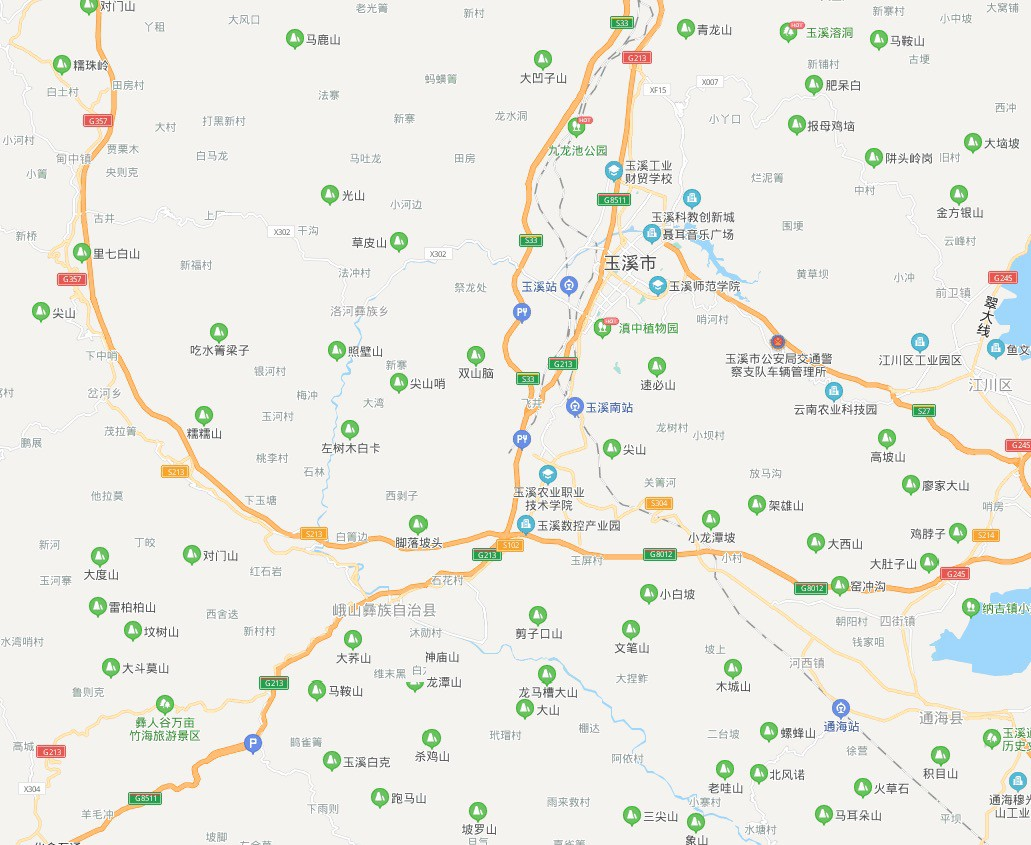 对门山
丫租
大风口
老光箐
新村
S33
青龙山
HOT
玉溪溶洞
新寨村
小中坡
大窝铺
马鹿山
马鞍山
G213
古埂
糯珠岭
白土村
田房村
蚂蟥箐
大凹子山
新铺村
肥呆白
X007
XF15
法寨
G357
大村
打黑新村
新寨
龙水洞
HOT
小丫口
报母鸡垴
西冲
小河村
甸中镇
贾栗木
央则克
白马龙
马吐龙
田房
九龙池公园
大垴坡
阱头岭岗
旧村
小箐
玉溪工业
财贸学校
烂泥箐
中村
光山
小河边
G8511
玉溪科教创新城
金方银山
古井
上厂
X302
干沟
草皮山
S33
聂耳音乐广场
围埂
云峰村
新桥
里七白山
新福村
法冲村
X302
玉溪市
黄草坝
小冲
G357
祭龙处
玉溪站
玉溪师范学院
前卫镇
G245
尖山
洛河彝族乡
HOT
滇中植物园
哨河村
翠大线
吃水箐梁子
照壁山
下中哨
双山脑
G213
玉溪市公安局交通警
察支队车辆管理所
江川区工业园区
鱼文
新寨
银河村
速必山
江川区
岔河乡
梅冲
尖山哨
S33
大湾
飞井
玉溪南站
云南农业科技园
S27
糯糯山
玉河村
茂拉箐
左树木白卡
龙树村
小坝村
鹏展
尖山
高坡山
G245
桃李村
石林
S213
放马沟
他拉莫
下玉塘
西剥子
玉溪农业职业
技术学院
关箐河
廖家大山
架雄山
S304
哨房
脚落坡头
玉溪数控产业园
小龙潭坡
鸡脖子
S214
新河
丁皎
S213
白箐边
S102
G213
大西山
大度山
对门山
玉屏村
G8012
小村
大肚子山
玉河寨
红石岩
石花村
G8012
窑冲沟
G245
雷柏柏山
西舍迭
峨山彝族自治县
小白坡
纳古镇小
朝阳村
四街镇
水湾哨村
坟树山
新村村
沐勋村
剪子口山
文笔山
钱家咀
大荞山
神庙山
坡上
河西镇
大斗莫山
维末黑
龙潭山
龙马槽大山
大捏鲊
木城山
鲁则克
G213
马鞍山
大山
通海站
通海县
彝人谷万亩
竹海旅游景区
玳瑁村
棚达
二台坡
螺蜂山
高城
G213
P
鹍雀箐
杀鸡山
阿依村
徐营
积目山
玉溪白克
老哇山
北风诺
X304
G8511
跑马山
雨来救村
小寨村
火草石
羊毛冲
下雨则
坡罗山
三尖山
象山
马耳朵山
平坝
水塘村
坡脚